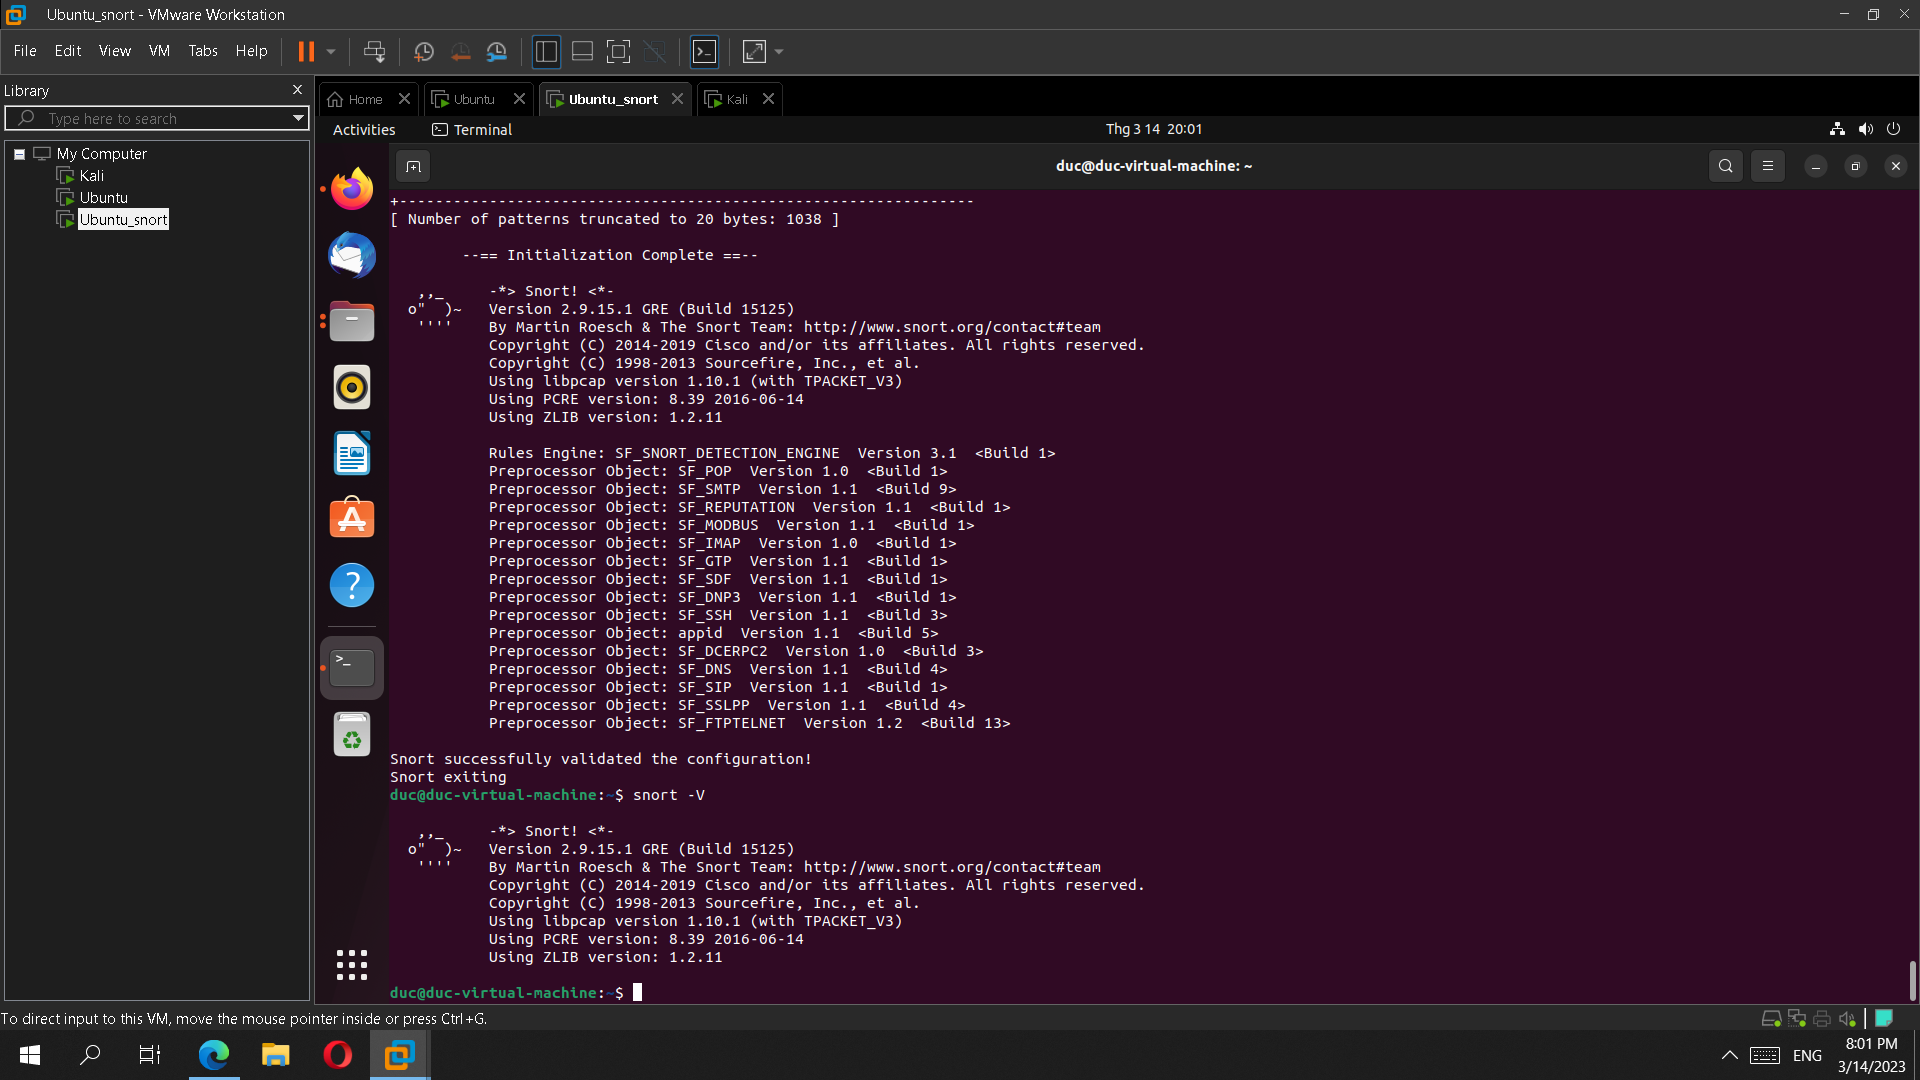 Ubuntu_snort - VMware Workstation
File Edit View VM Tabs Help
Library
Type here to search
My Computer
Kali
Ubuntu
Ubuntu_snort
Home Ubuntu Ubuntu_snort Kali
Activities Terminal Thg 3 14 20:01
duc@duc-virtual-machine: ~
+----------------------------------------------------------------
[ Number of patterns truncated to 20 bytes: 1038 ]
--== Initialization Complete ==--
,,_ -*> Snort! <*-
o" )~ Version 2.9.15.1 GRE (Build 15125)
'''' By Martin Roesch & The Snort Team: http://www.snort.org/contact#team
Copyright (C) 2014-2019 Cisco and/or its affiliates. All rights reserved.
Copyright (C) 1998-2013 Sourcefire, Inc., et al.
Using libpcap version 1.10.1 (with TPACKET_V3)
Using PCRE version: 8.39 2016-06-14
Using ZLIB version: 1.2.11
Rules Engine: SF_SNORT_DETECTION_ENGINE Version 3.1 <Build 1>
Preprocessor Object: SF_POP Version 1.0 <Build 1>
Preprocessor Object: SF_SMTP Version 1.1 <Build 9>
Preprocessor Object: SF_REPUTATION Version 1.1 <Build 1>
Preprocessor Object: SF_MODBUS Version 1.1 <Build 1>
Preprocessor Object: SF_IMAP Version 1.0 <Build 1>
Preprocessor Object: SF_GTP Version 1.1 <Build 1>
Preprocessor Object: SF_SDF Version 1.1 <Build 1>
Preprocessor Object: SF_DNP3 Version 1.1 <Build 1>
Preprocessor Object: SF_SSH Version 1.1 <Build 3>
Preprocessor Object: appid Version 1.1 <Build 5>
Preprocessor Object: SF_DCERPC2 Version 1.0 <Build 3>
Preprocessor Object: SF_DNS Version 1.1 <Build 4>
Preprocessor Object: SF_SIP Version 1.1 <Build 1>
Preprocessor Object: SF_SSLPP Version 1.1 <Build 4>
Preprocessor Object: SF_FTPTELNET Version 1.2 <Build 13>
Snort successfully validated the configuration!
Snort exiting
duc@duc-virtual-machine:~$ snort -V
,,_ -*> Snort! <*-
o" )~ Version 2.9.15.1 GRE (Build 15125)
'''' By Martin Roesch & The Snort Team: http://www.snort.org/contact#team
Copyright (C) 2014-2019 Cisco and/or its affiliates. All rights reserved.
Copyright (C) 1998-2013 Sourcefire, Inc., et al.
Using libpcap version 1.10.1 (with TPACKET_V3)
Using PCRE version: 8.39 2016-06-14
Using ZLIB version: 1.2.11
duc@duc-virtual-machine:~$
To direct input to this VM, move the mouse pointer inside or press Ctrl+G.
ENG
8:01 PM
3/14/2023